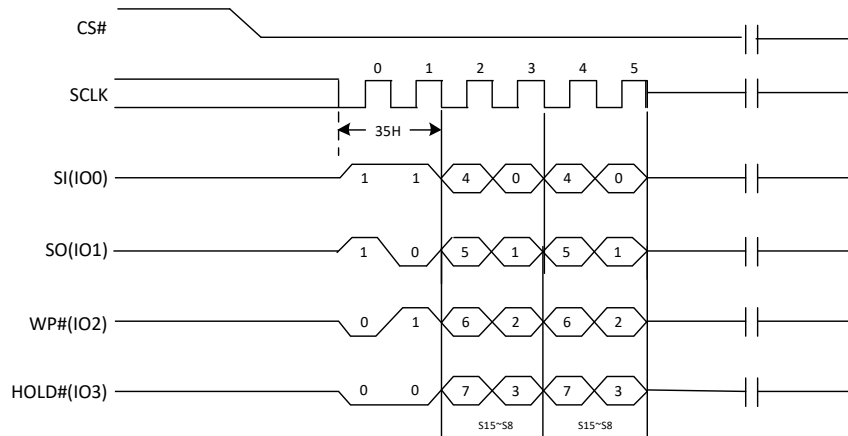 CS#
0 1 2 3 4 5
SCLK
35H
SI(IO0) 1 1 4 0 4 0
SO(IO1) 1 0 5 1 5 1
WP#(IO2) 0 1 6 2 6 2
HOLD#(IO3) 0 0 7 3 7 3
S15~S8 S15~S8